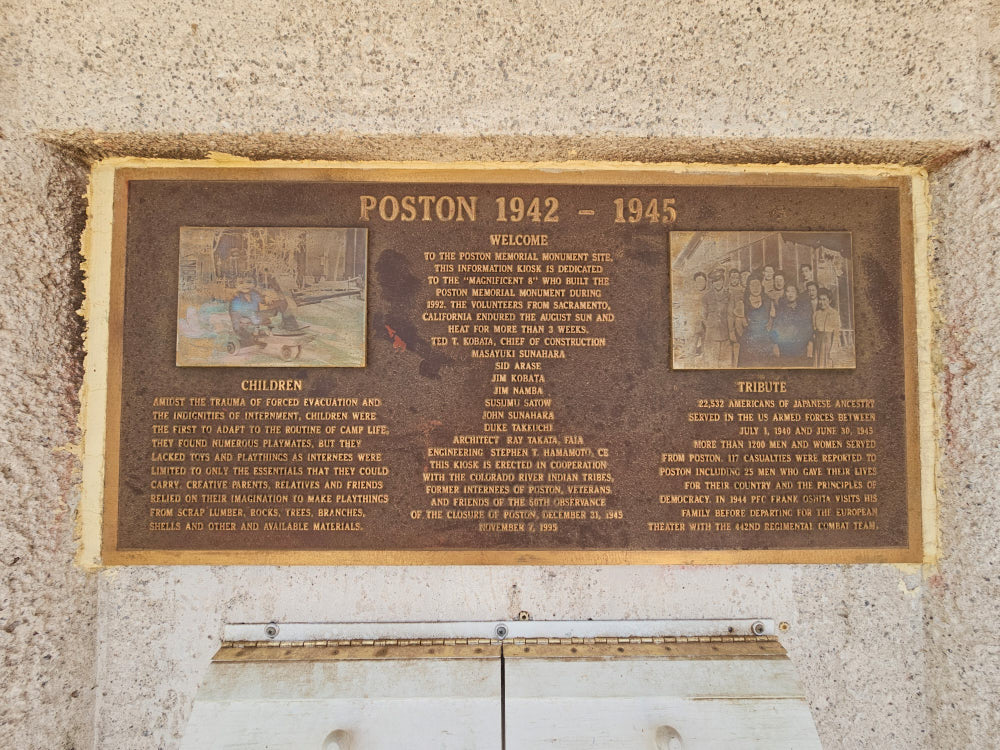 POSTON 1942 - 1945
WELCOME
TO THE POSTON MEMORIAL MONUMENT SITE,
THIS INFORMATION KIOSK IS DEDICATED
TO THE "MAGNIFICENT 8" WHO BUILT THE
POSTON MEMORIAL MONUMENT DURING
1992. THE VOLUNTEERS FROM SACRAMENTO,
CALIFORNIA ENDURED THE AUGUST SUN AND
HEAT FOR MORE THAN 3 WEEKS.
TED T. KOBATA, CHIEF OF CONSTRUCTION
MASAYUKI SUNAHARA
SID ARASE
JIM KOBATA
JIM NAMBA
SUSUMU SATOW
JOHN SUNAHARA
DUKE TAKEUCHI
ARCHITECT RAY TAKATA, FAIA
ENGINEERING STEPHEN T. HAMAMOTO, CE
THIS KIOSK IS ERECTED IN COOPERATION
WITH THE COLORADO RIVER INDIAN TRIBES,
FORMER INTERNEES OF POSTON, VETERANS
AND FRIENDS OF THE 50TH OBSERVANCE
OF THE CLOSURE OF POSTON, DECEMBER 31, 1945
NOVEMBER 7, 1995
CHILDREN
AMIDST THE TRAUMA OF FORCED EVACUATION AND
THE INDIGNITIES OF INTERNMENT, CHILDREN WERE
THE FIRST TO ADAPT TO THE ROUTINE OF CAMP LIFE.
THEY FOUND NUMEROUS PLAYMATES, BUT THEY
LACKED TOYS AND PLAYTHINGS AS INTERNEES WERE
LIMITED TO ONLY THE ESSENTIALS THAT THEY COULD
CARRY. CREATIVE PARENTS, RELATIVES AND FRIENDS
RELIED ON THEIR IMAGINATION TO MAKE PLAYTHINGS
FROM SCRAP LUMBER, ROCKS, TREES, BRANCHES,
SHELLS AND OTHER AND AVAILABLE MATERIALS.
TRIBUTE
22,532 AMERICANS OF JAPANESE ANCESTRY
SERVED IN THE US ARMED FORCES BETWEEN
JULY 1, 1940 AND JUNE 30, 1945
MORE THAN 1200 MEN AND WOMEN SERVED
FROM POSTON. 117 CASUALTIES WERE REPORTED TO
POSTON INCLUDING 25 MEN WHO GAVE THEIR LIVES
FOR THEIR COUNTRY AND THE PRINCIPLES OF
DEMOCRACY. IN 1944 PFC FRANK OSHITA VISITS HIS
FAMILY BEFORE DEPARTING FOR THE EUROPEAN
THEATER WITH THE 442ND REGIMENTAL COMBAT TEAM.